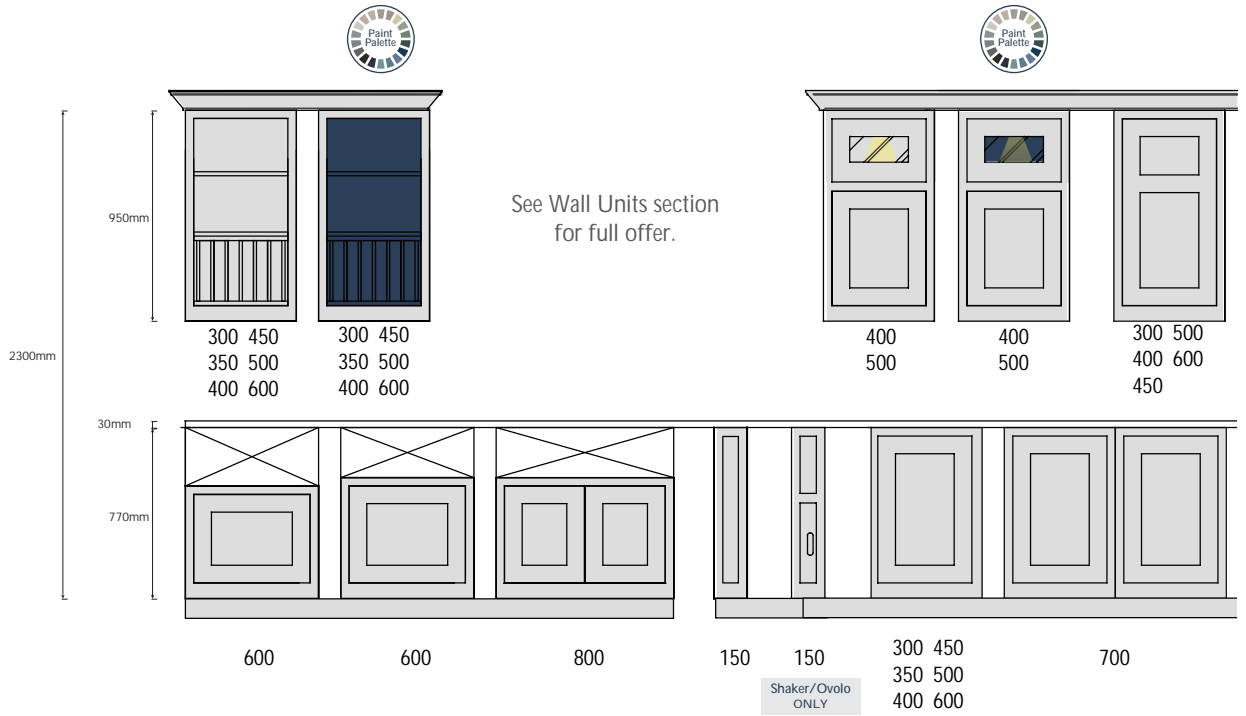 Paint
Palette
Paint
Palette
950mm
See Wall Units section
for full offer.
2300mm
300 450
350 500
400 600
300 450
350 500
400 600
400
500
400
500
300 500
400 600
450
30mm
770mm
600
600
800
150
150
Shaker/Ovolo
ONLY
300 450
350 500
400 600
700